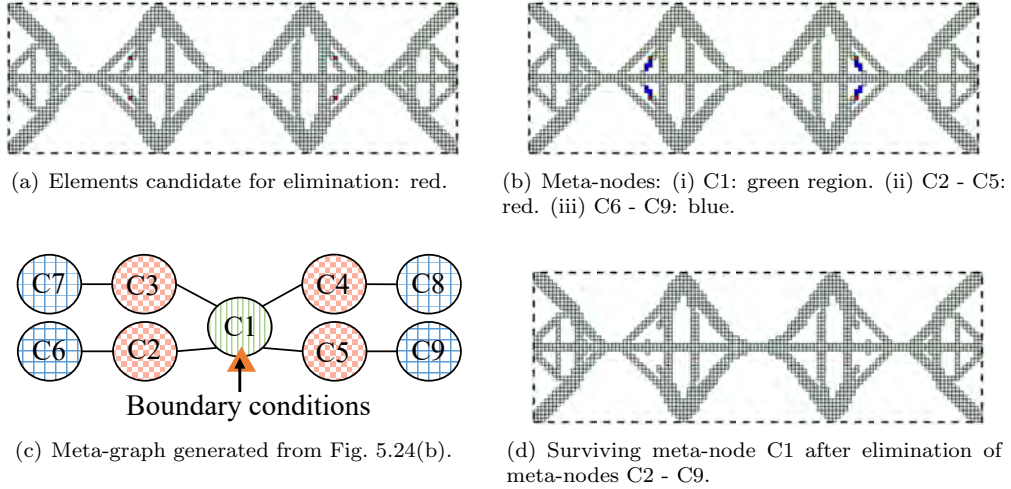 (a) Elements candidate for elimination: red.
(b) Meta-nodes: (i) C1: green region. (ii) C2 - C5:
red. (iii) C6 - C9: blue.
C7 C3 C4 C8
C1
C6 C2 C5 C9
Boundary conditions
(c) Meta-graph generated from Fig. 5.24(b).
(d) Surviving meta-node C1 after elimination of
meta-nodes C2 - C9.